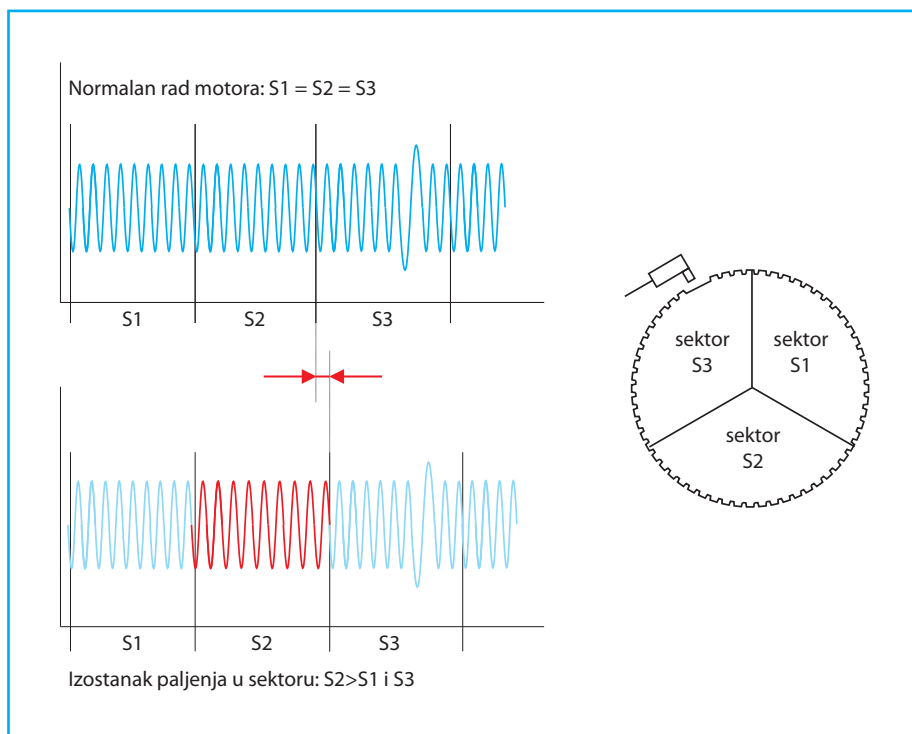 Normalan rad motora: S1 = S2 = S3
S1
S2
S3
sektor
S3
sektor
S1
sektor
S2
S1
S2
S3
Izostanak paljenja u sektoru: S2>S1 i S3